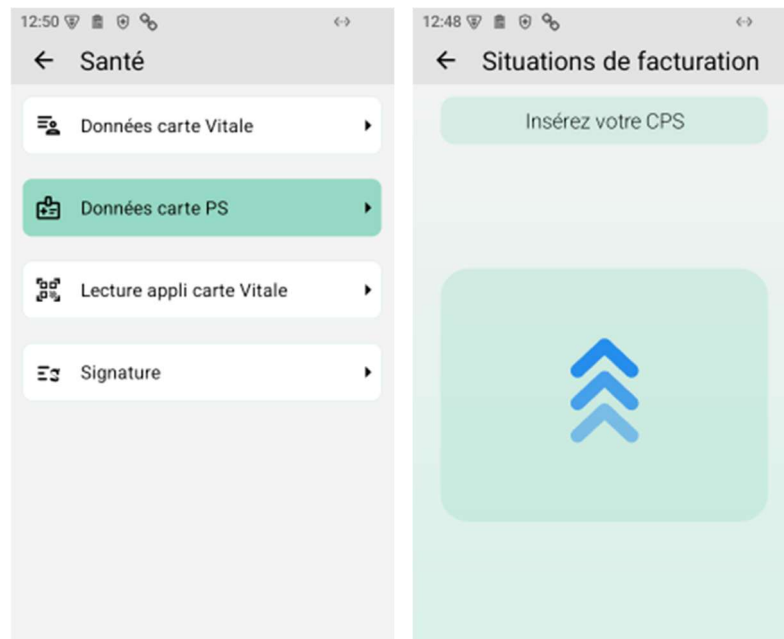 12:50
Santé
Données carte Vitale
Données carte PS
Lecture appli carte Vitale
Signature
12:48
Situations de facturation
Insérez votre CPS